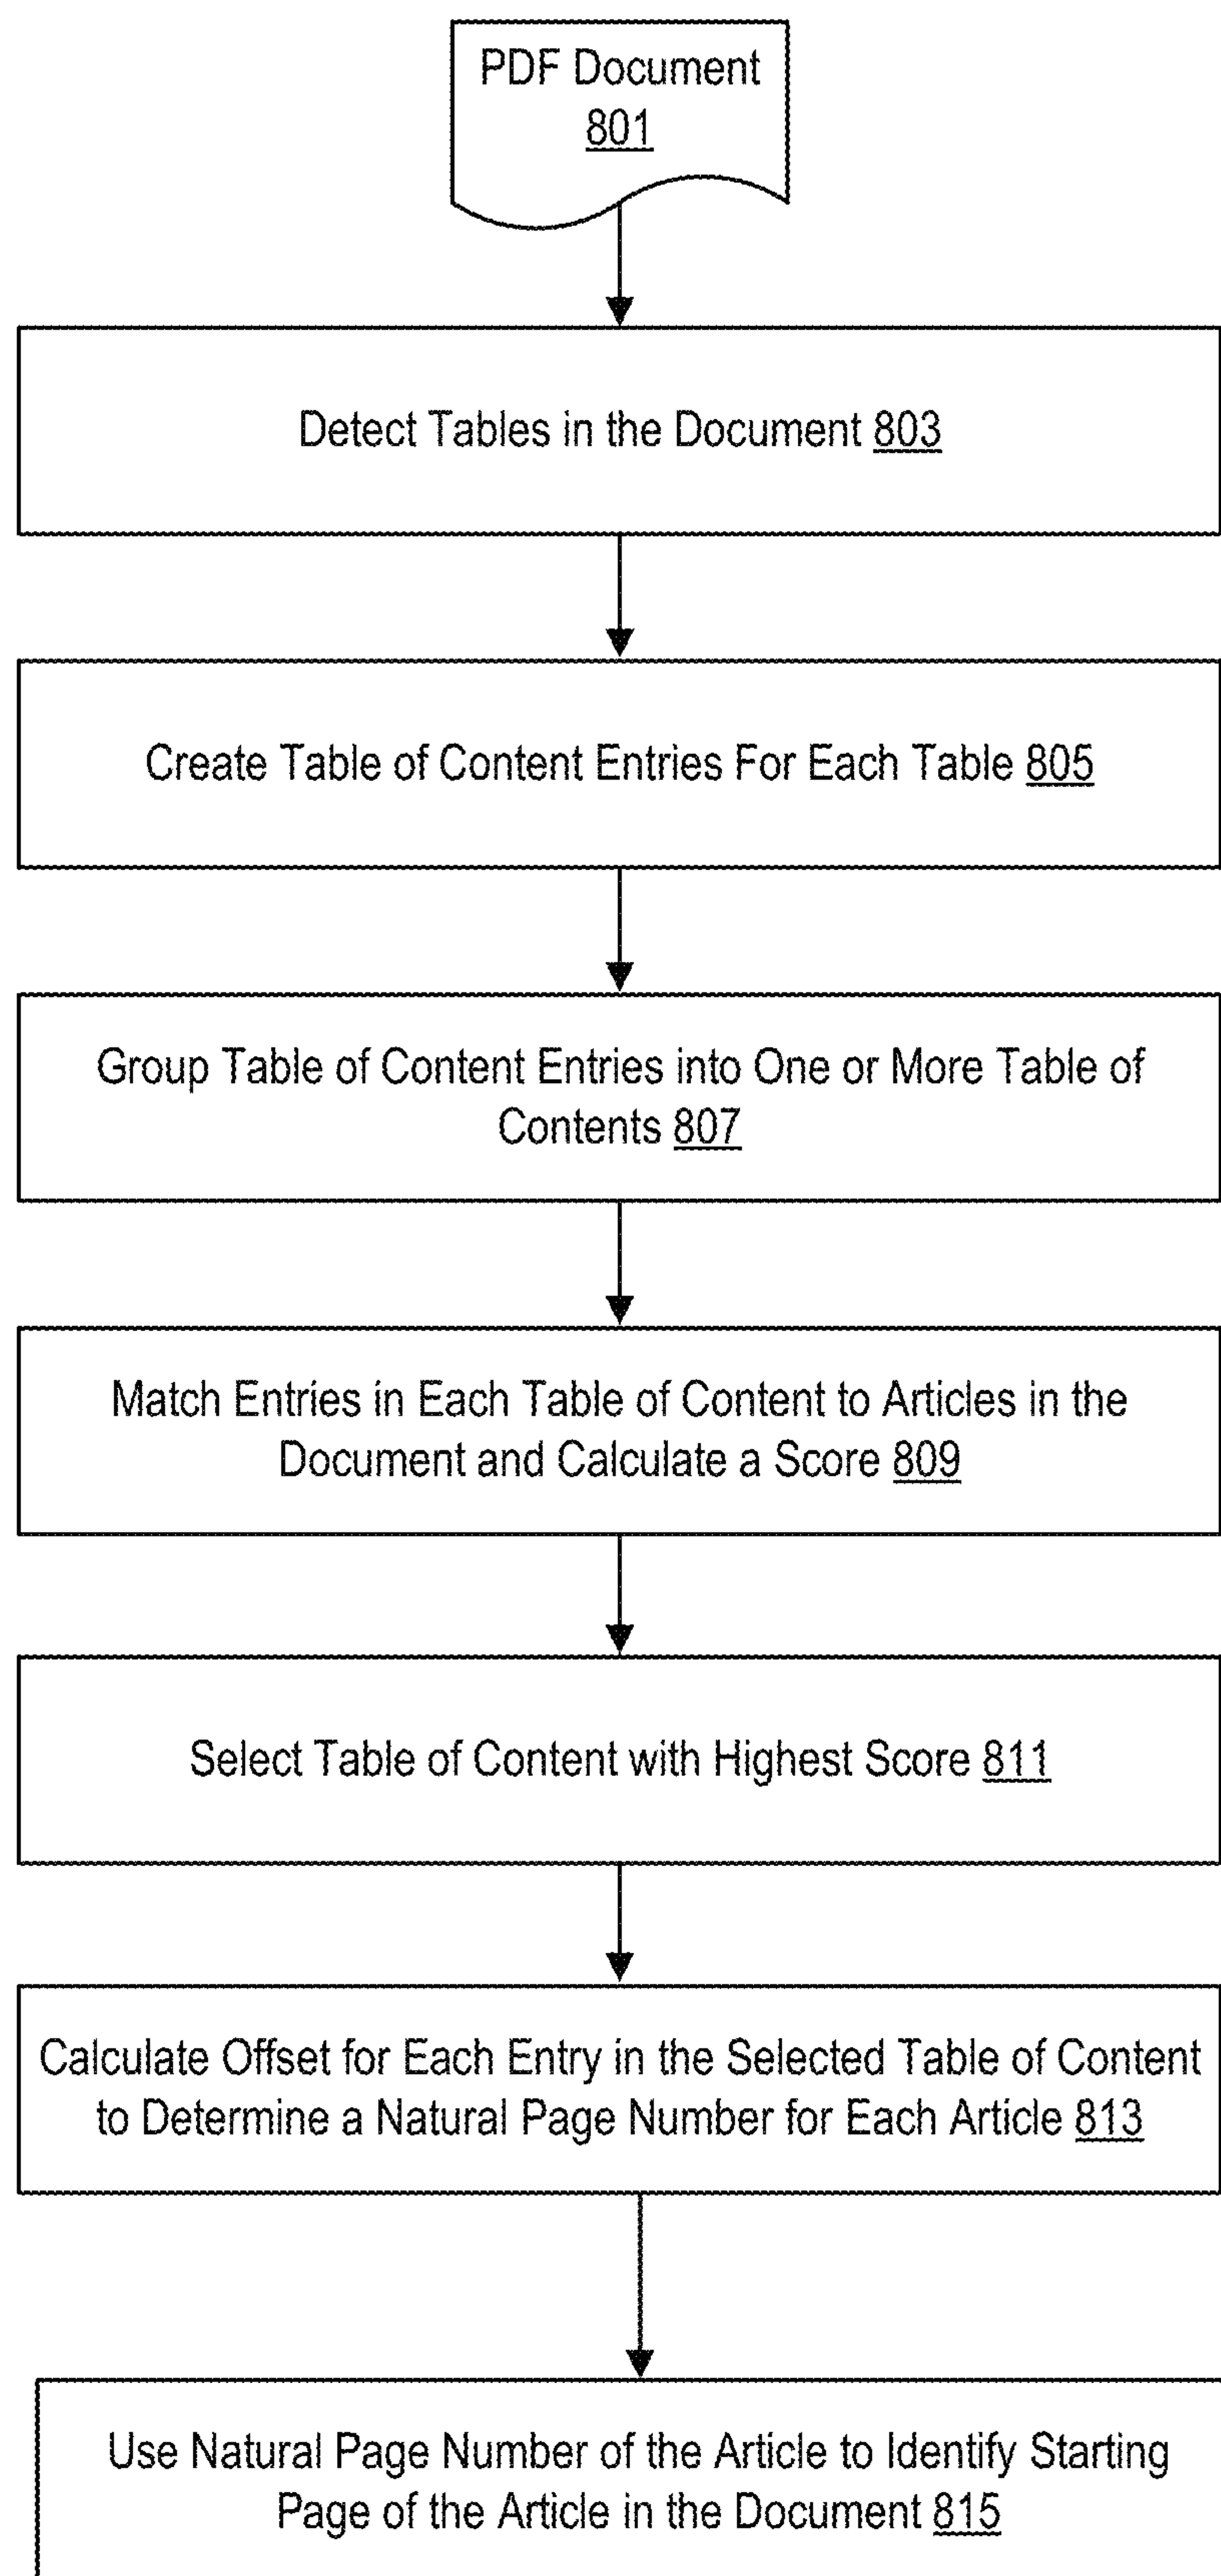 PDF Document
801
Detect Tables in the Document 803
Create Table of Content Entries For Each Table 805
Group Table of Content Entries into One or More Table of
Contents 807
Match Entries in Each Table of Content to Articles in the
Document and Calculate a Score 809
Select Table of Content with Highest Score 811
Calculate Offset for Each Entry in the Selected Table of Content
to Determine a Natural Page Number for Each Article 813
Use Natural Page Number of the Article to Identify Starting
Page of the Article in the Document 815